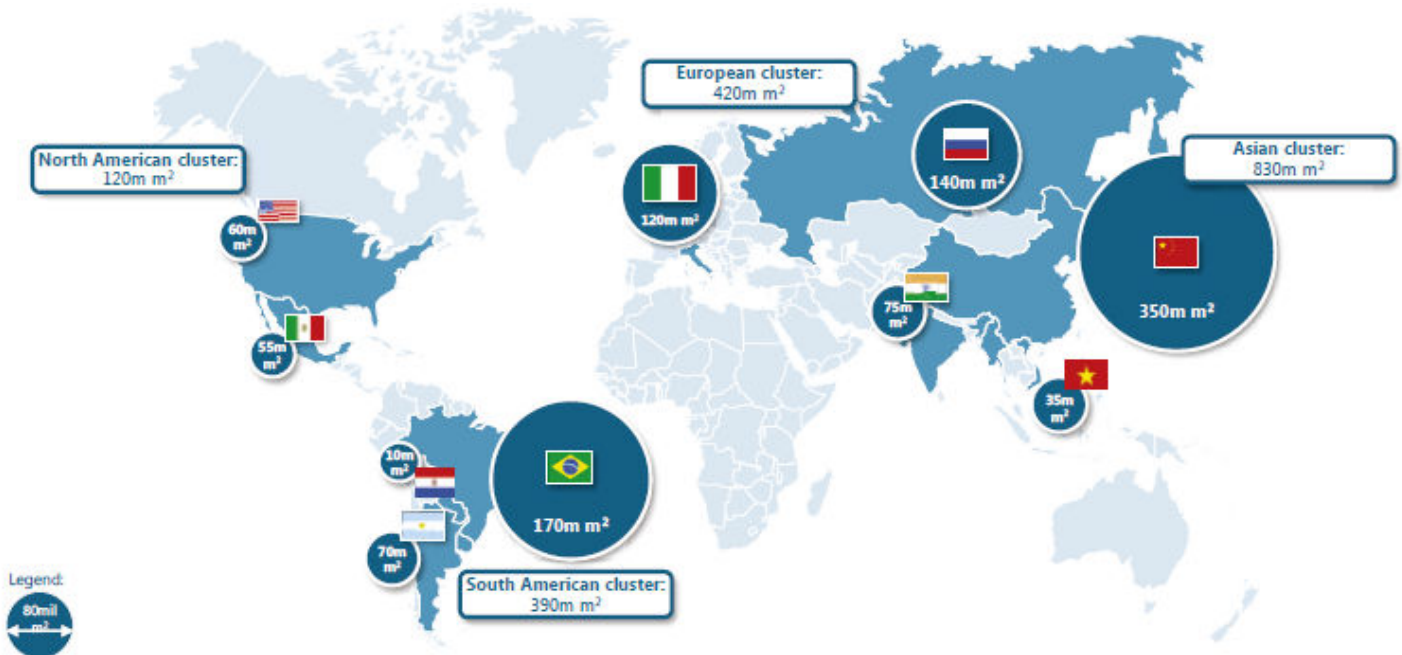 European cluster:
420m m²
North American cluster:
120m m²
Asian cluster:
830m m²
140m m²
120m m²
60m
m²
350m m²
75m
m²
55m
m²
35m
m²
10m
m²
170m m²
70m
m²
South American cluster:
390m m²
Legend:
80mil
m²